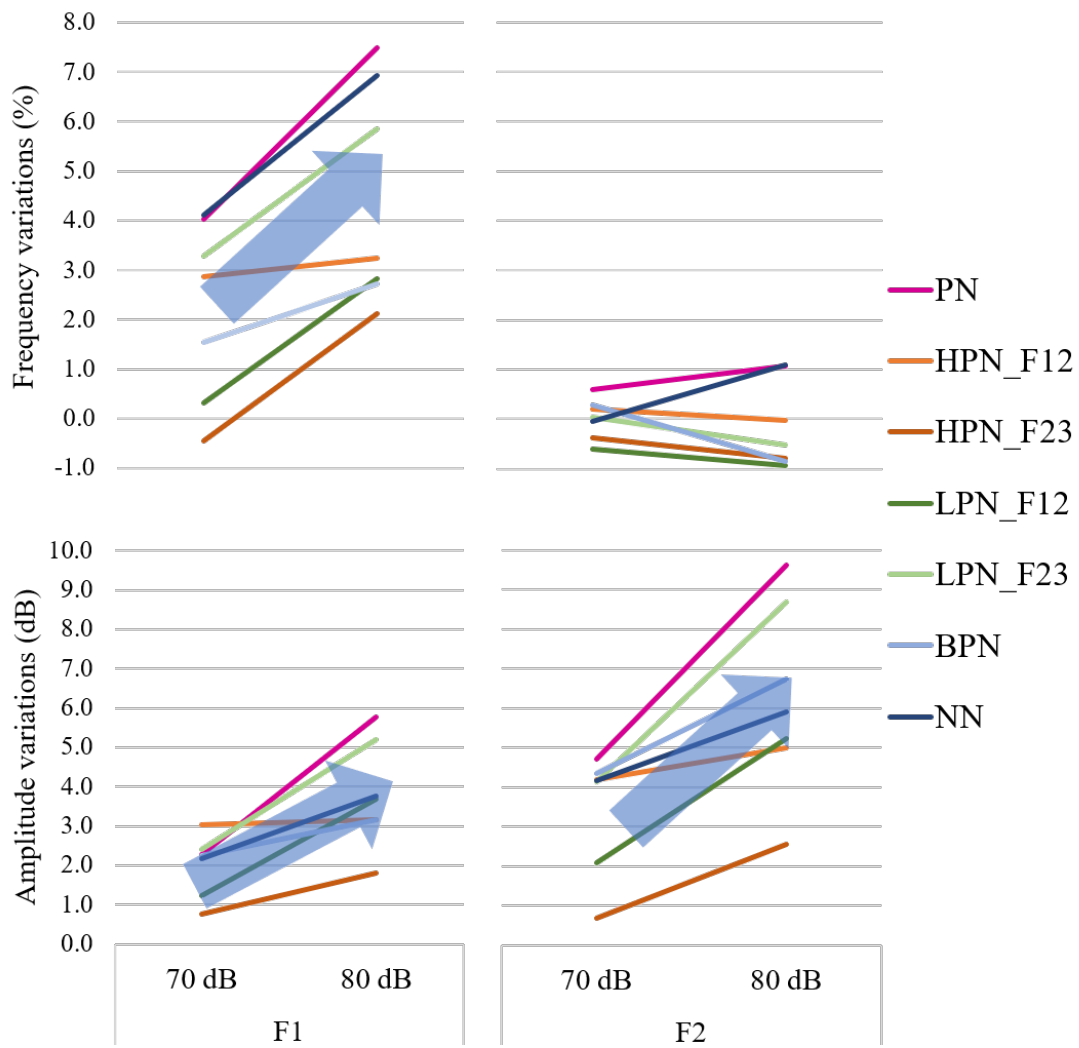 Frequency variations (%)
8.0
7.0
6.0
5.0
4.0
3.0
2.0
1.0
0.0
-1.0
Amplitude variations (dB)
10.0
9.0
8.0
7.0
6.0
5.0
4.0
3.0
2.0
1.0
0.0
70 dB 80 dB 70 dB 80 dB
F1 F2
PN
HPN_F12
HPN_F23
LPN_F12
LPN_F23
BPN
NN